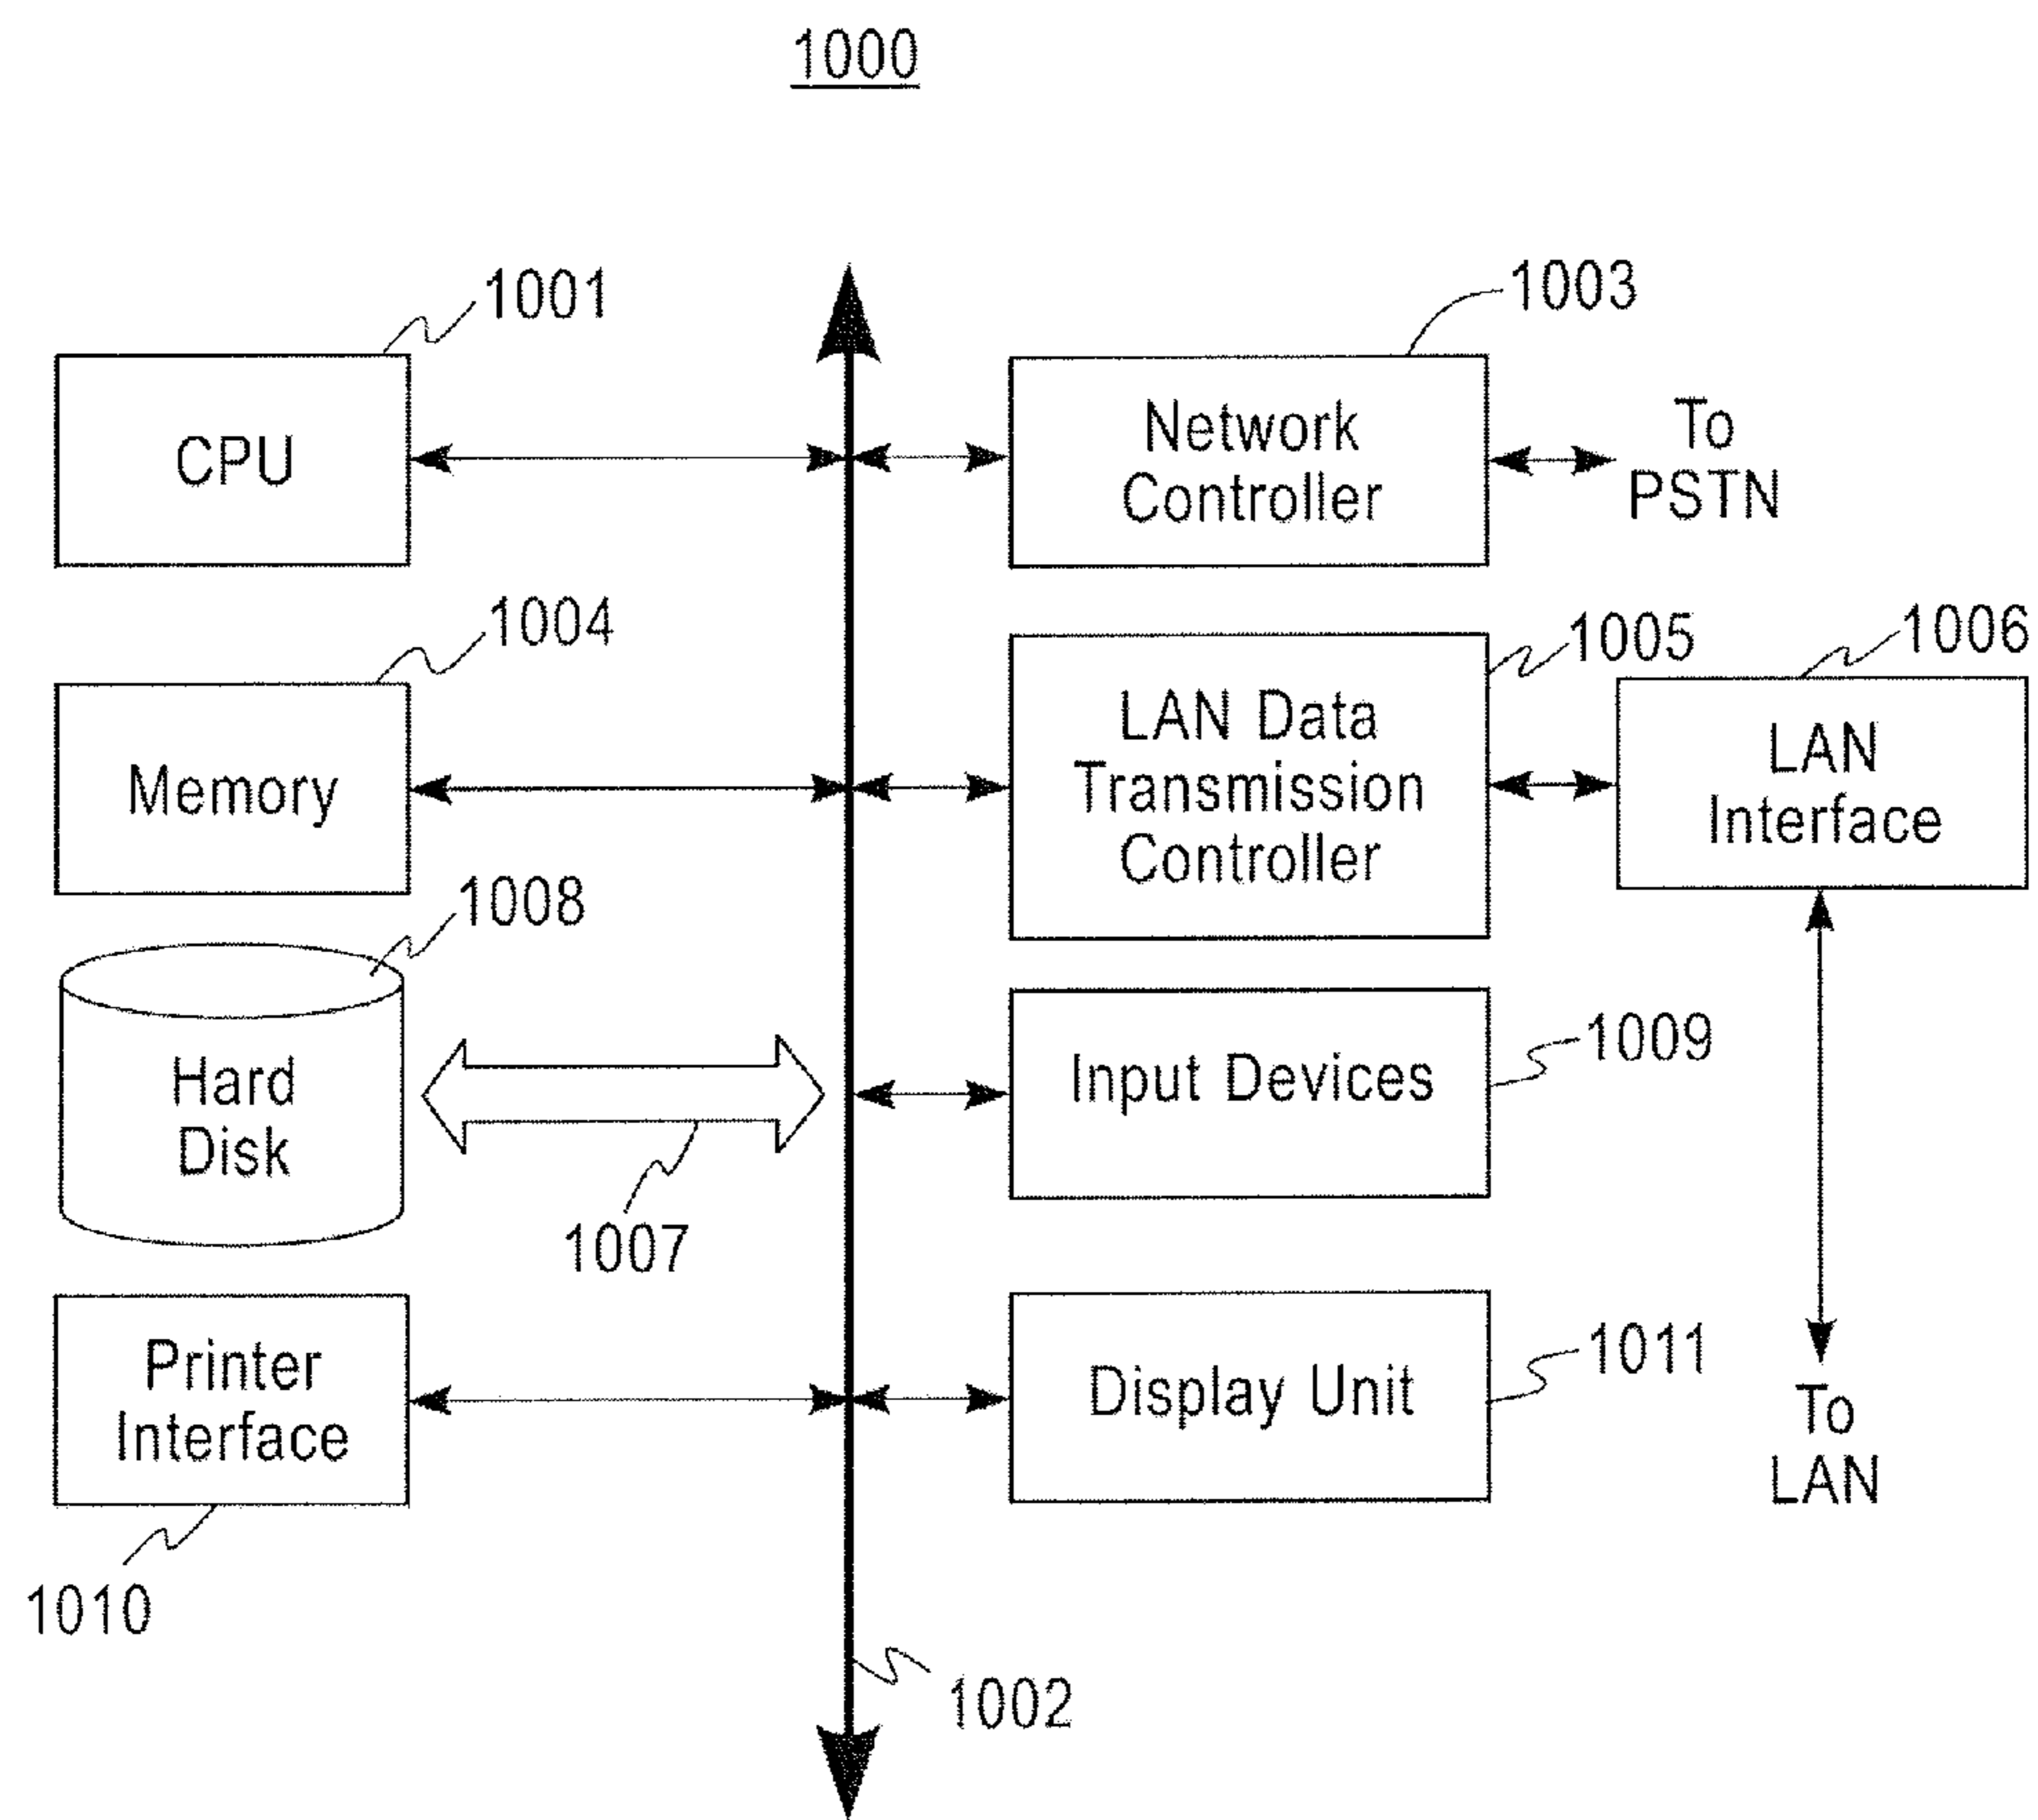 1000
1001
CPU
1003
Network
Controller
To
PSTN
1004
Memory
1005
LAN Data
Transmission
Controller
1006
LAN
Interface
1008
Hard
Disk
1007
1009
Input Devices
Printer
Interface
1010
1011
Display Unit
To
LAN
1002